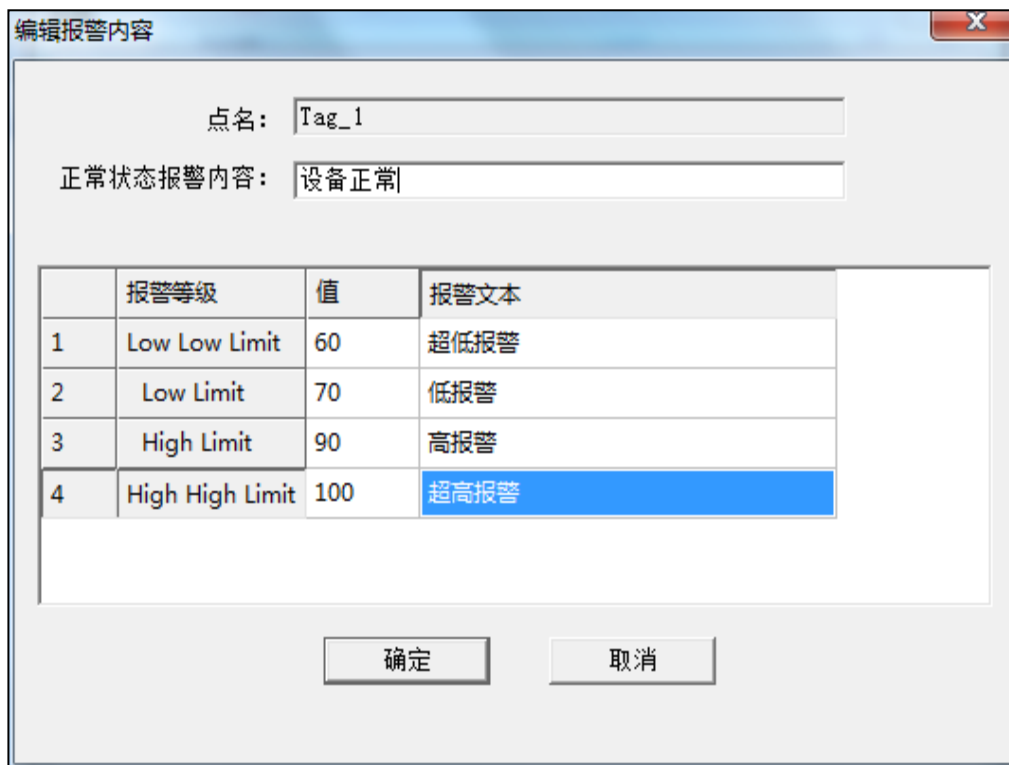 编辑报警内容
点名： Tag_1
正常状态报警内容： 设备正常
报警等级 值 报警文本
1 Low Low Limit 60 超低报警
2 Low Limit 70 低报警
3 High Limit 90 高报警
4 High High Limit 100 超高报警
确定 取消